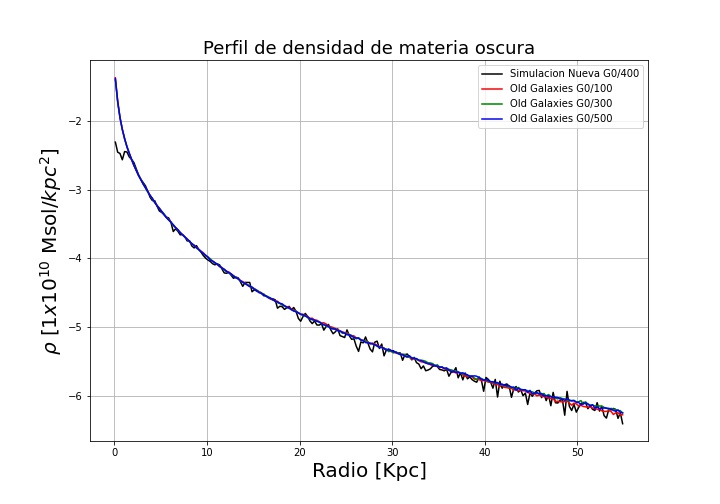 Perfil de densidad de materia oscura
Simulacion Nueva G0/400
Old Galaxies G0/100
Old Galaxies G0/300
Old Galaxies G0/500
ρ [1x10¹⁰ Msol/kpc²]
−2
−3
−4
−5
−6
0 10 20 30 40 50
Radio [Kpc]